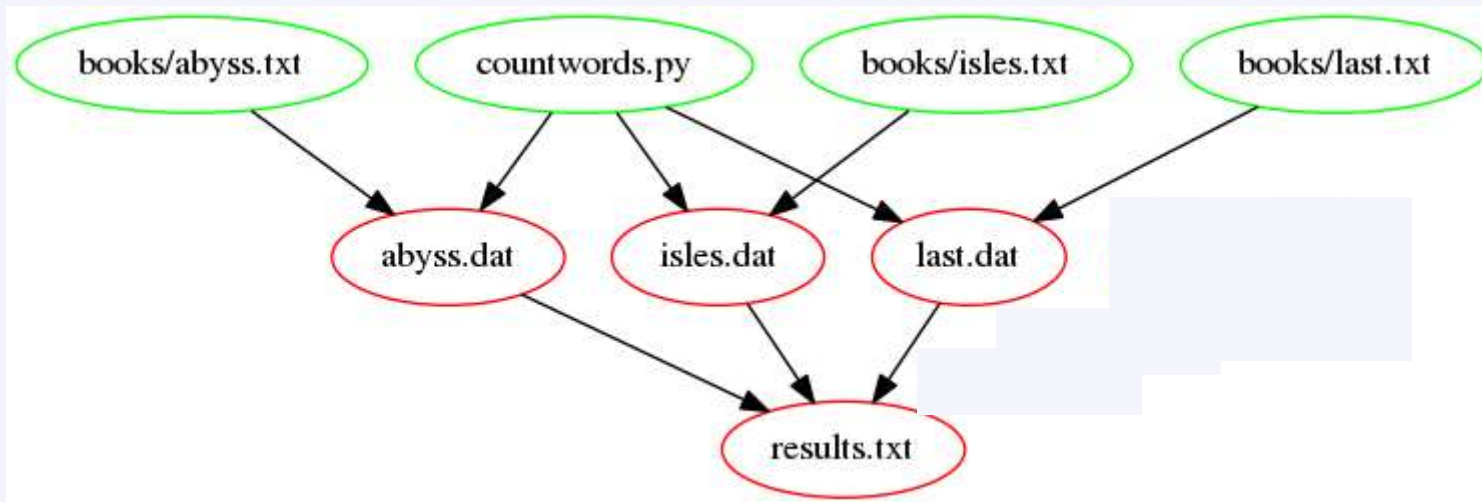 books/abyss.txt
countwords.py
books/isles.txt
books/last.txt
abyss.dat
isles.dat
last.dat
results.txt